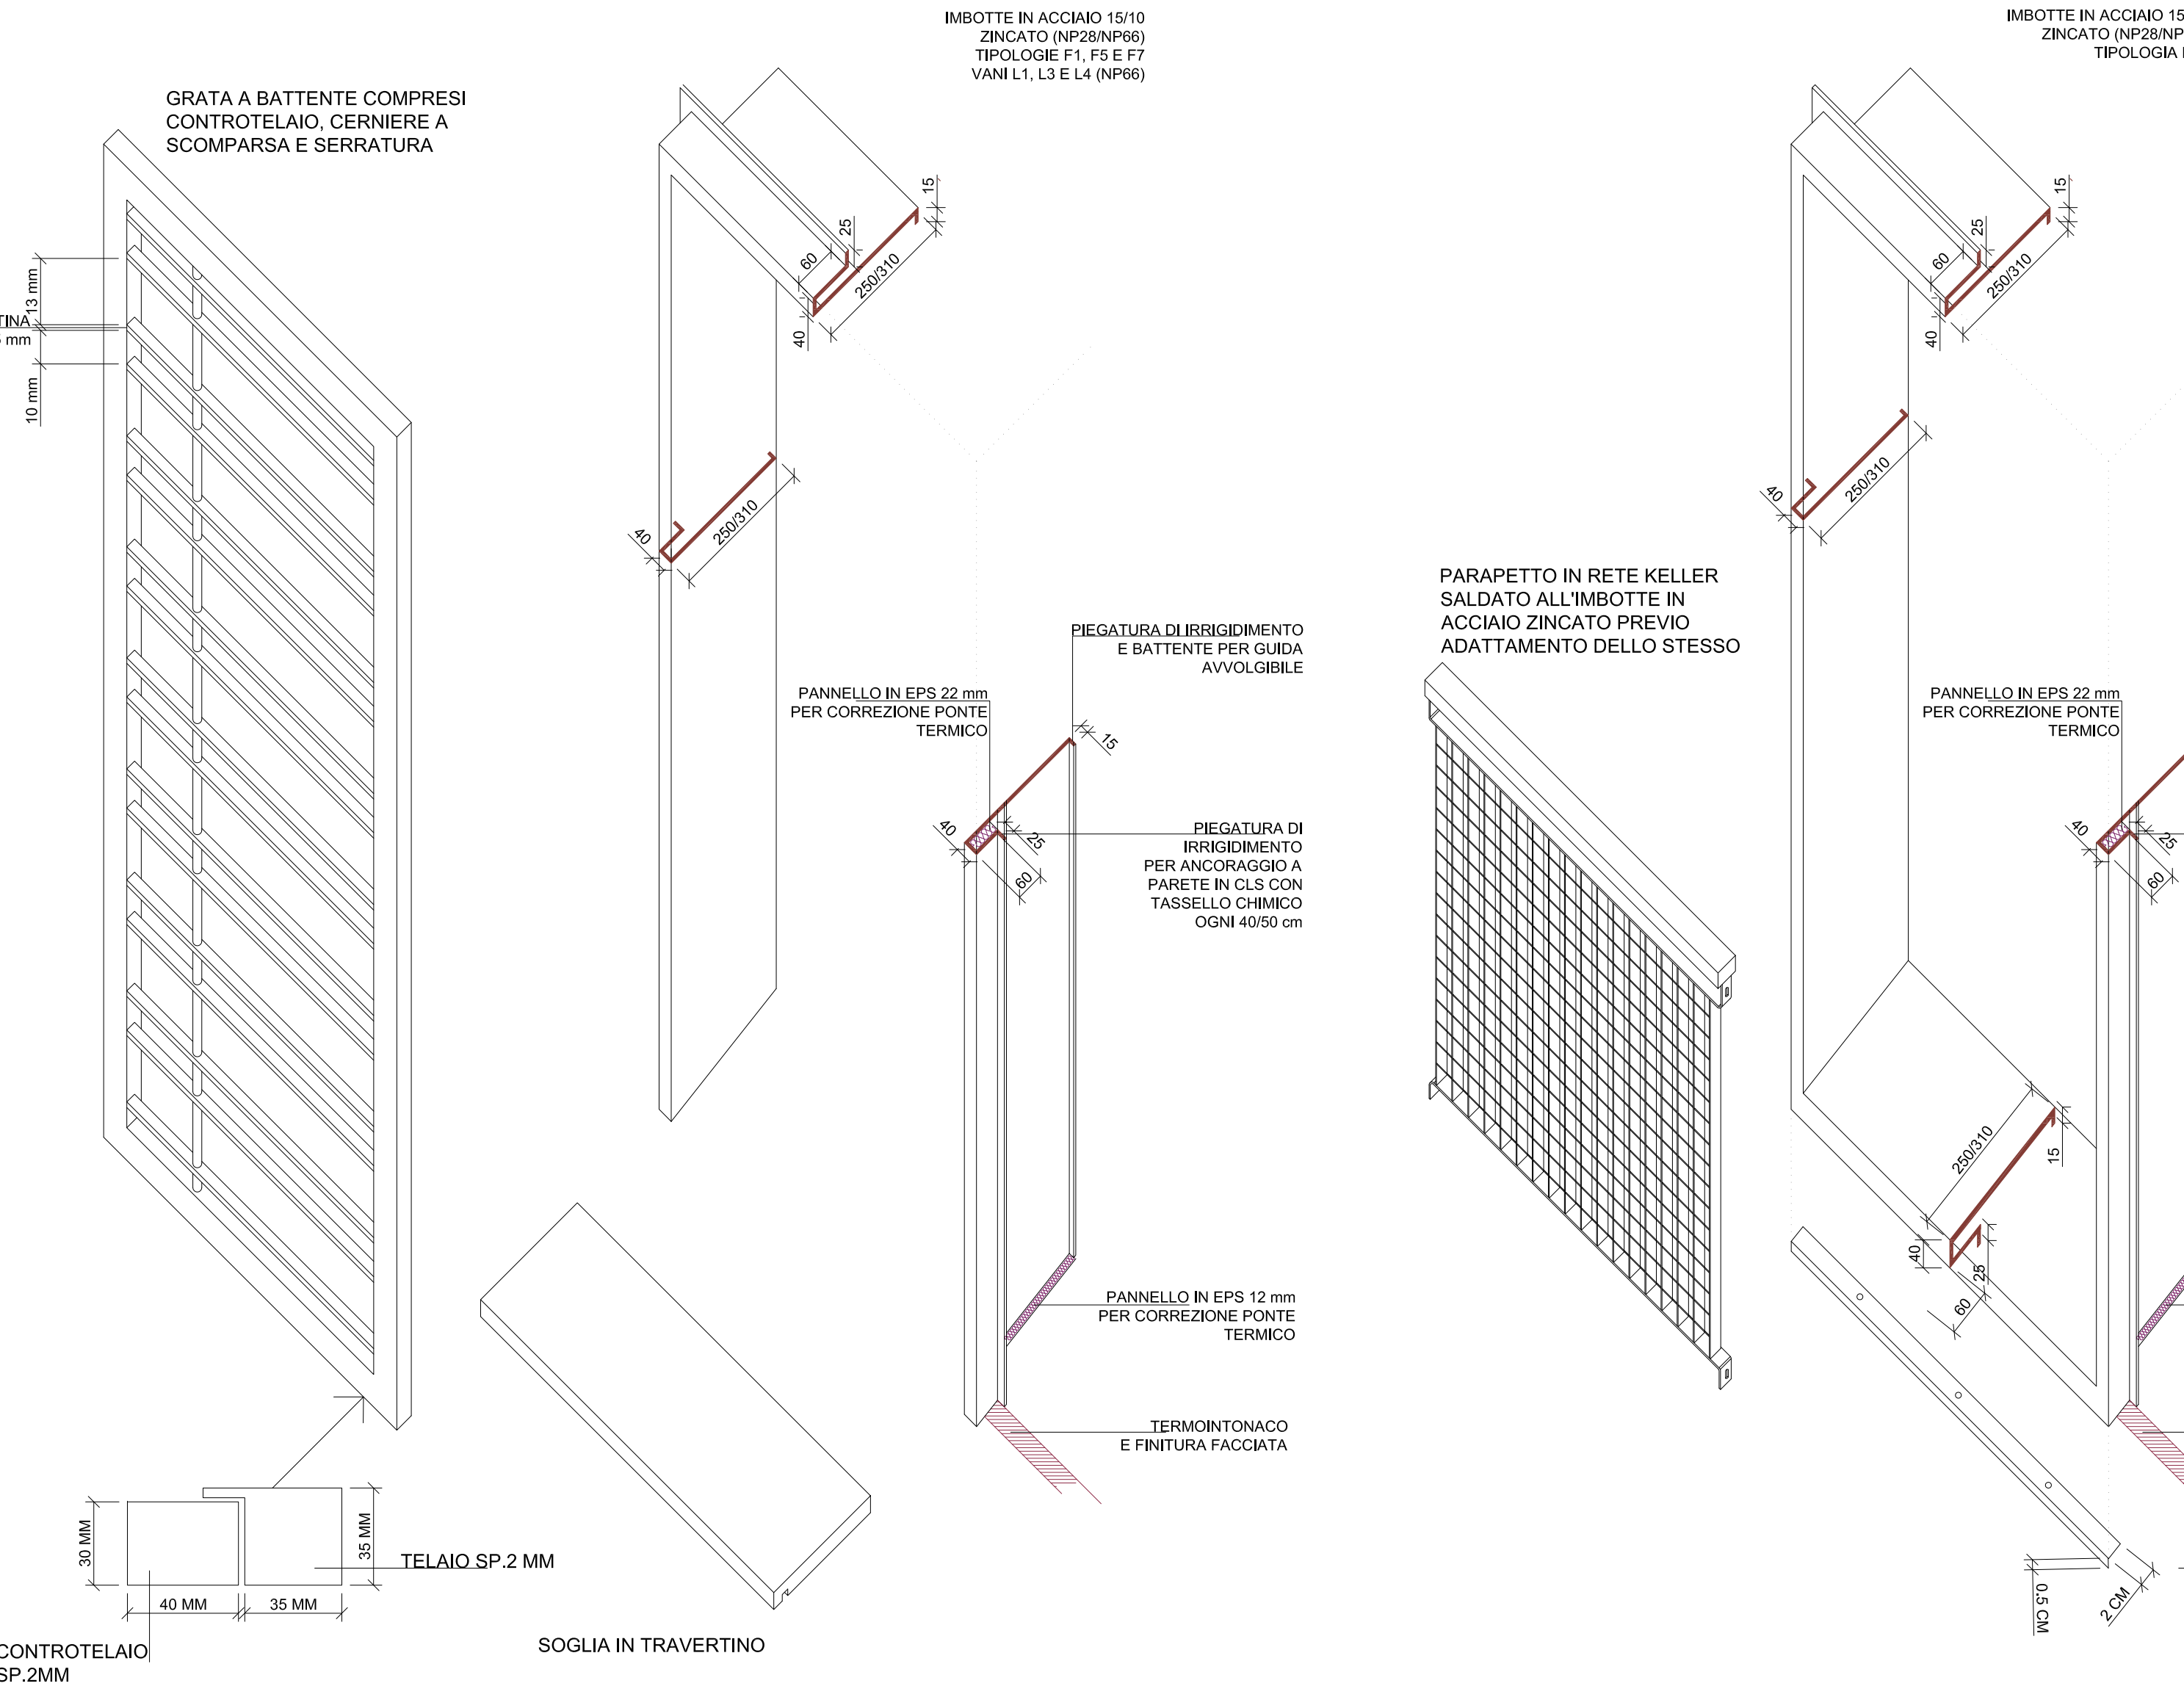 IMBOTTE IN ACCIAIO 15/10
ZINCATO (NP28/NP66)
TIPOLOGIE F1, F5 E F7
VANI L1, L3 E L4 (NP66)
IMBOTTE IN ACCIAIO 15
ZINCATO (NP28/NP
TIPOLOGIA
GRATA A BATTENTE COMPRESI
CONTROTELAIO, CERNIERE A
SCOMPARSA E SERRATURA
13 mm
TINA
mm
10 mm
15
25
60
250/310
40
40
250/310
15
25
60
250/310
40
40
250/310
PARAPETTO IN RETE KELLER
SALDATO ALL'IMBOTTE IN
ACCIAIO ZINCATO PREVIO
ADATTAMENTO DELLO STESSO
PIEGATURA DI IRRIGIDIMENTO
E BATTENTE PER GUIDA
AVVOLGIBILE
PANNELLO IN EPS 22 mm
PER CORREZIONE PONTE
TERMICO
15
40
25
60
PIEGATURA DI
IRRIGIDIMENTO
PER ANCORAGGIO A
PARETE IN CLS CON
TASSELLO CHIMICO
OGNI 40/50 cm
PANNELLO IN EPS 22 mm
PER CORREZIONE PONTE
TERMICO
40
25
60
250/310
15
40
25
60
PANNELLO IN EPS 12 mm
PER CORREZIONE PONTE
TERMICO
TERMOINTONACO
E FINITURA FACCIATA
30 MM
35 MM
TELAIO SP.2 MM
40 MM
35 MM
CONTROTELAIO
SP.2MM
SOGLIA IN TRAVERTINO
0.5 CM
2 CM